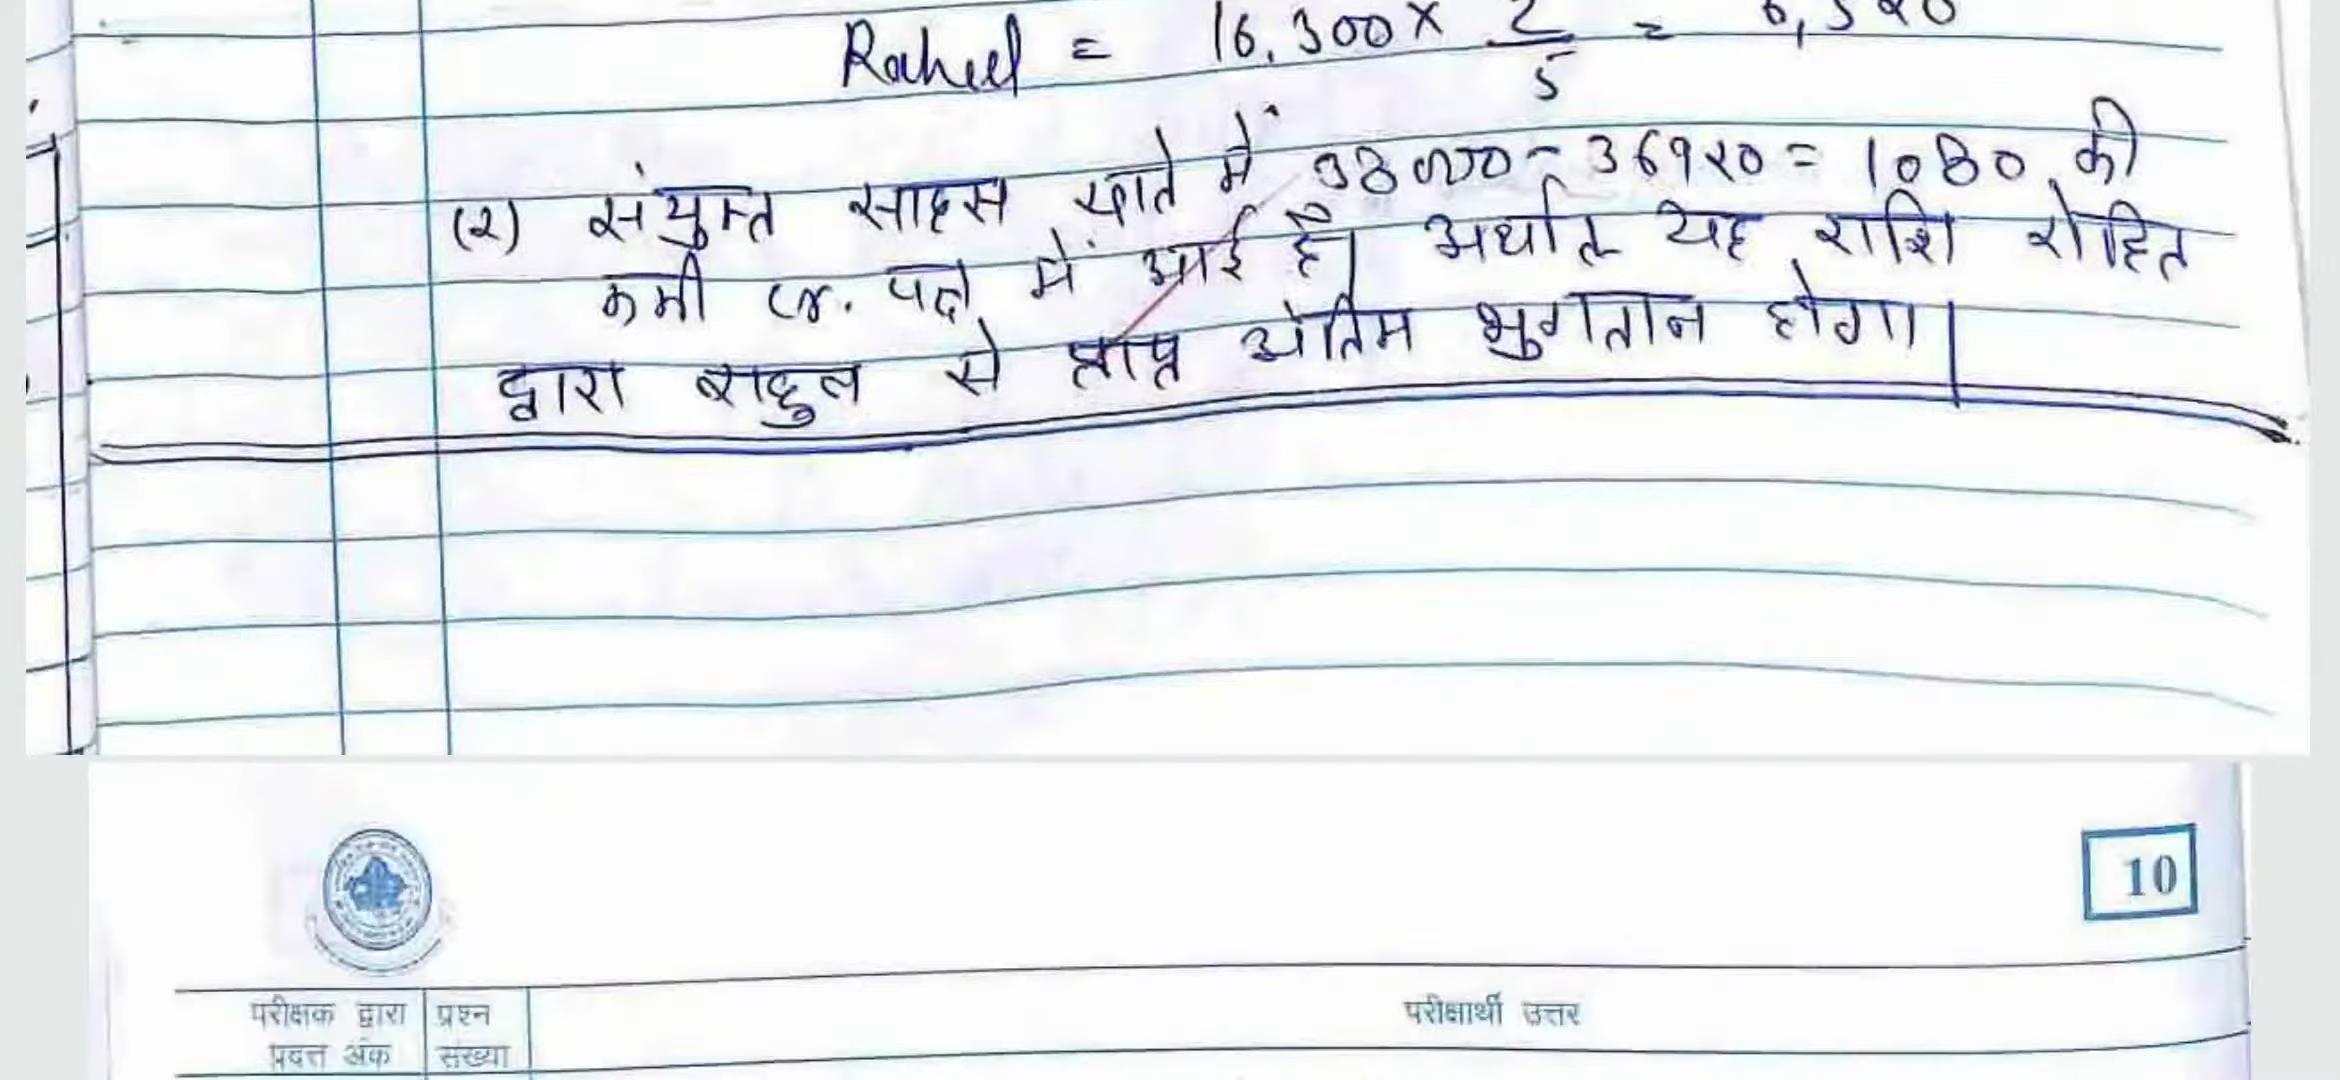 Rahul = 16,300 × 2/5 = 6,520
(2) संयुक्त साहस खाते में 38000 - 36920 = 1080 की
कमी cr. पक्ष में आई है। अर्थात यह राशि रोहित
द्वारा राहुल से प्राप्त अंतिम भुगतान होगा।
10
परीक्षक द्वारा प्रदत्त अंक
प्रश्न संख्या
परीक्षार्थी उत्तर